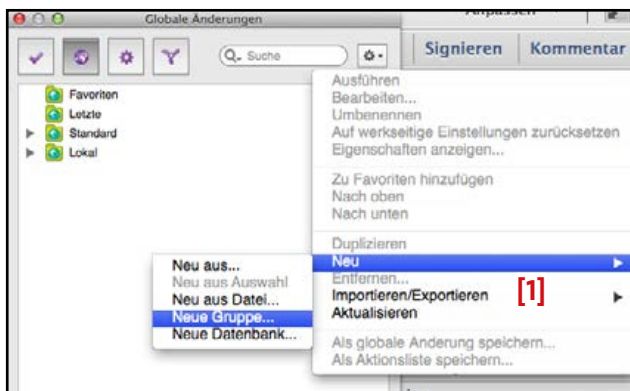 Globale Änderungen
Anpassen
Suche
Signieren
Kommentar
Favoriten
Letzte
Standard
Lokal
Ausführen
Bearbeiten...
Umbenennen
Auf werkseitige Einstellungen zurücksetzen
Eigenschaften anzeigen...
Zu Favoriten hinzufügen
Nach oben
Nach unten
Duplizieren
Neu
Entfernen...
Importieren/Exportieren
[1]
Aktualisieren
Als globale Änderung speichern...
Als Aktionsliste speichern...
Neu aus...
Neu aus Auswahl
Neu aus Datei...
Neue Gruppe...
Neue Datenbank...